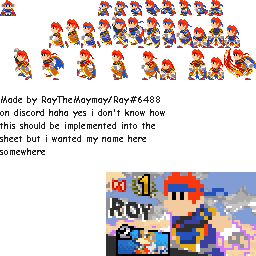 Made by RayTheMaymay/Ray#6488
on discord haha yes i don't know how
this should be implemented into the
sheet but i wanted my name here
somewhere
1
ROY